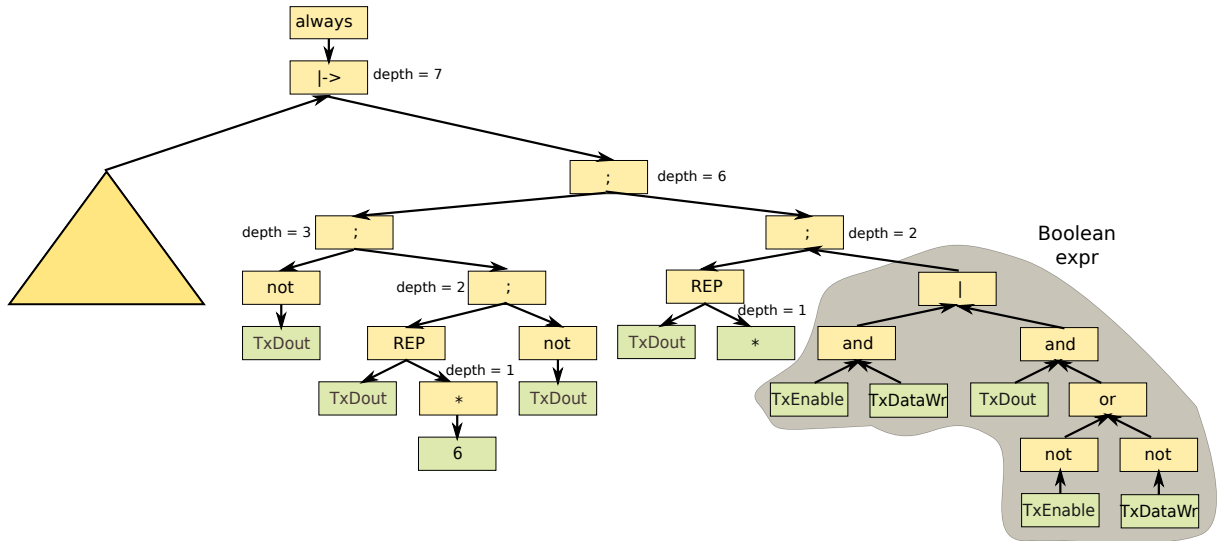 always
|->
depth = 7
;
depth = 6
depth = 3
;
;
depth = 2
Boolean
expr
not
depth = 2
;
REP
|
TxDout
REP
not
TxDout
depth = 1
*
and
and
TxDout
depth = 1
*
TxDout
TxEnable
TxDataWr
TxDout
or
6
not
not
TxEnable
TxDataWr